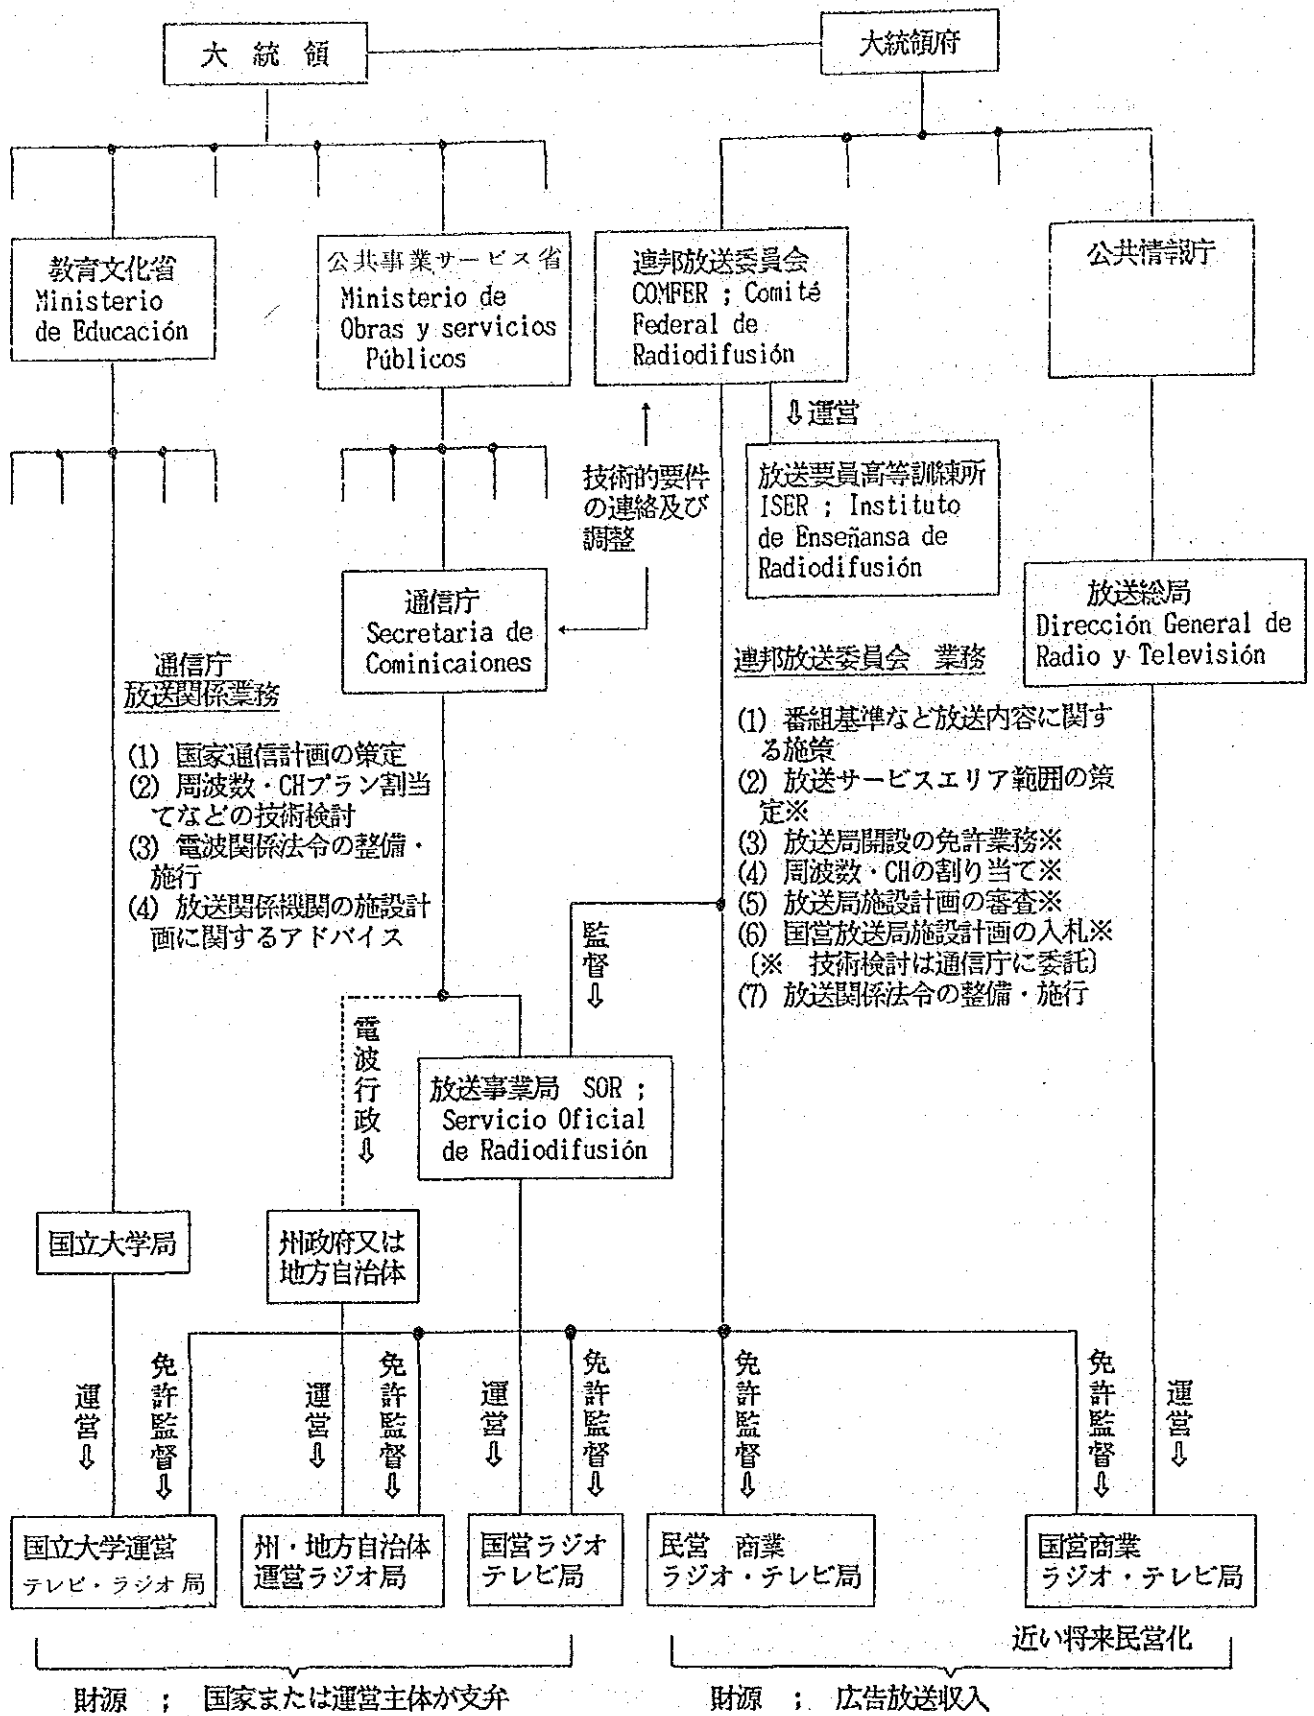 大統領
大統領府
教育文化省
Ministerio
de Educación
公共事業サービス省
Ministerio de
Obras y servicios
Públicos
連邦放送委員会
COMFER ; Comité
Federal de
Radiodifusión
公共情報庁
⇩運営
放送要員高等訓練所
ISER ; Instituto
de Enseñansa de
Radiodifusión
技術的要件
の連絡及び
調整
通信庁
Secretaria de
Cominicaiones
放送総局
Dirección General de
Radio y Televisión
通信庁
放送関係業務
(1) 国家通信計画の策定
(2) 周波数・CHプラン割当
てなどの技術検討
(3) 電波関係法令の整備・
施行
(4) 放送関係機関の施設計
画に関するアドバイス
連邦放送委員会 業務
(1) 番組基準など放送内容に関す
る施策
(2) 放送サービスエリア範囲の策
定※
(3) 放送局開設の免許業務※
(4) 周波数・CHの割り当て※
(5) 放送局施設計画の審査※
(6) 国営放送局施設計画の入札※
〔※ 技術検討は通信庁に委託〕
(7) 放送関係法令の整備・施行
監督⇩
電波行政⇩
放送事業局 SOR ;
Servicio Oficial
de Radiodifusión
国立大学局
州政府又は
地方自治体
運営⇩
免許監督⇩
運営⇩
免許監督⇩
運営⇩
免許監督⇩
免許監督⇩
免許監督⇩
運営⇩
国立大学運営
テレビ・ラジオ局
州・地方自治体
運営ラジオ局
国営ラジオ
テレビ局
民営 商業
ラジオ・テレビ局
国営商業
ラジオ・テレビ局
近い将来民営化
財源 ; 国家または運営主体が支弁
財源 ; 広告放送収入